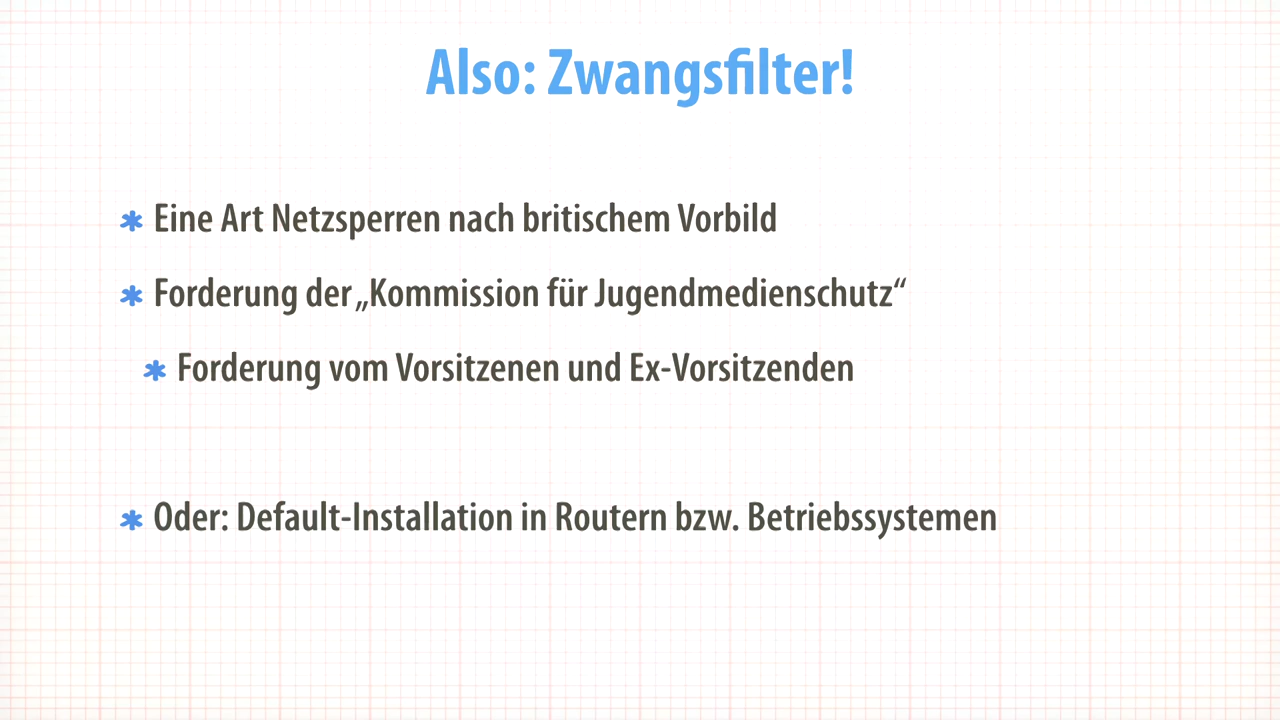 Also: Zwangsfilter!
* Eine Art Netzsperren nach britischem Vorbild
* Forderung der „Kommission für Jugendmedienschutz“
* Forderung vom Vorsitzenen und Ex-Vorsitzenden
* Oder: Default-Installation in Routern bzw. Betriebssystemen